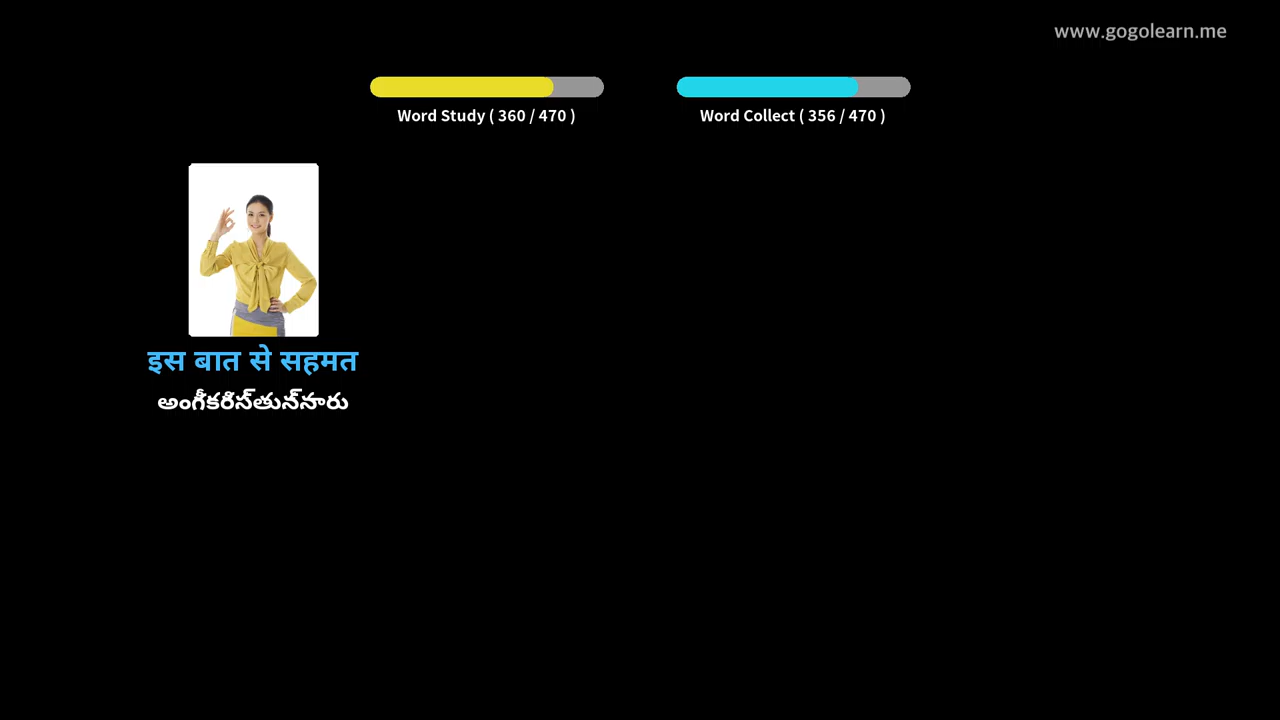 www.gogolearn.me
Word Study ( 360 / 470 )
Word Collect ( 356 / 470 )
इस बात से सहमत
అంగీకరిస్‌తున్‌నారు